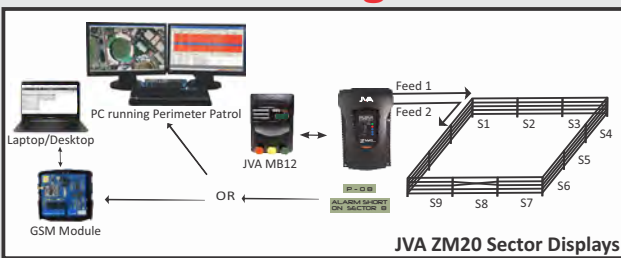 Feed 1
Feed 2
JVA
PC running Perimeter Patrol
JVA MB12
Laptop/Desktop
S1
S2
S3
S4
S5
S6
S7
S8
S9
P-08
ALARM SHORT
ON SECTOR 8
OR
GSM Module
JVA ZM20 Sector Displays